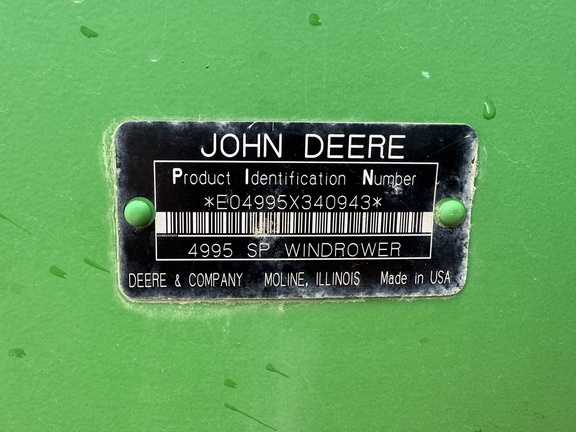 JOHN DEERE
Product Identification Number
*E04995X340943*
4995 SP WINDROWER
DEERE & COMPANY MOLINE, ILLINOIS Made in USA